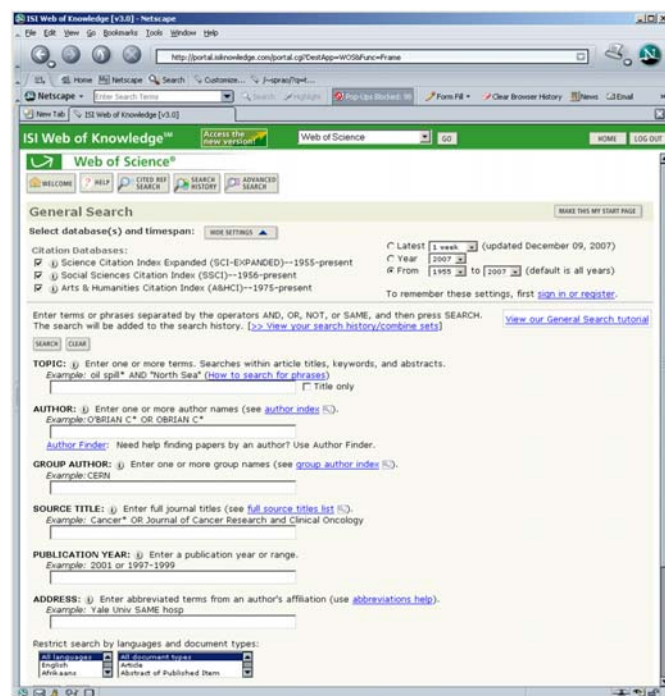 ISI Web of Knowledge [v3.0] - Netscape
File Edit View Go Bookmarks Tools Window Help
http://portal.isiknowledge.com/portal.cgi?DestApp=WOS&Func=Frame
Home My Netscape Search Customize...
Netscape Enter Search Terms Search Highlight Pop-Ups Blocked: 98 Form Fill Clear Browser History News Email
New Tab ISI Web of Knowledge [v3.0]
ISI Web of Knowledge℠ Access the new version! Web of Science GO HOME LOG OUT
Web of Science®
WELCOME ? HELP CITED REF SEARCH SEARCH HISTORY ADVANCED SEARCH
General Search MAKE THIS MY START PAGE
Select database(s) and timespan: HIDE SETTINGS
Citation Databases:
Science Citation Index Expanded (SCI-EXPANDED)--1955-present
Social Sciences Citation Index (SSCI)--1956-present
Arts & Humanities Citation Index (A&HCI)--1975-present
Latest 1 week (updated December 09, 2007)
Year 2007
From 1955 to 2007 (default is all years)
To remember these settings, first sign in or register.
Enter terms or phrases separated by the operators AND, OR, NOT, or SAME, and then press SEARCH.
The search will be added to the search history. [>> View your search history/combine sets]
View our General Search tutorial
SEARCH CLEAR
TOPIC: Enter one or more terms. Searches within article titles, keywords, and abstracts.
Example: oil spill* AND "North Sea" (How to search for phrases)
Title only
AUTHOR: Enter one or more author names (see author index).
Example: O'BRIAN C* OR OBRIAN C*
Author Finder: Need help finding papers by an author? Use Author Finder.
GROUP AUTHOR: Enter one or more group names (see group author index).
Example: CERN
SOURCE TITLE: Enter full journal titles (see full source titles list).
Example: Cancer* OR Journal of Cancer Research and Clinical Oncology
PUBLICATION YEAR: Enter a publication year or range.
Example: 2001 or 1997-1999
ADDRESS: Enter abbreviated terms from an author's affiliation (use abbreviations help).
Example: Yale Univ SAME hosp
Restrict search by languages and document types:
All languages All document types
English Article
Afrikaans Abstract of Published Item